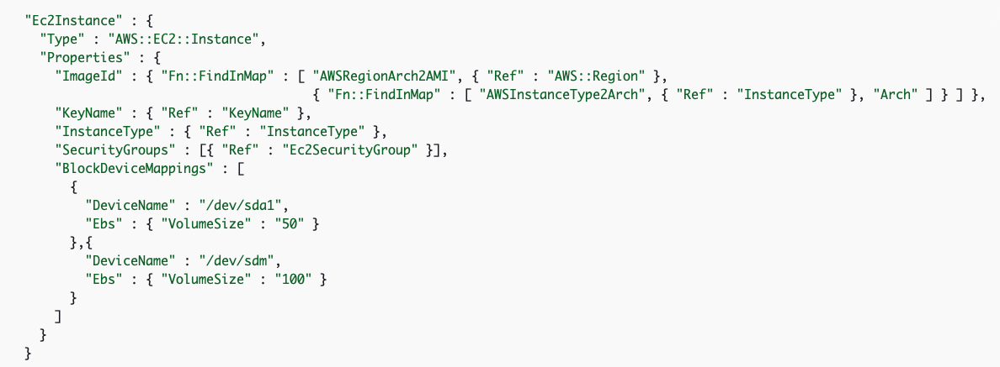 "Ec2Instance" : {
"Type" : "AWS::EC2::Instance",
"Properties" : {
"ImageId" : { "Fn::FindInMap" : [ "AWSRegionArch2AMI", { "Ref" : "AWS::Region" },
{ "Fn::FindInMap" : [ "AWSInstanceType2Arch", { "Ref" : "InstanceType" }, "Arch" ] } ] },
"KeyName" : { "Ref" : "KeyName" },
"InstanceType" : { "Ref" : "InstanceType" },
"SecurityGroups" : [{ "Ref" : "Ec2SecurityGroup" }],
"BlockDeviceMappings" : [
{
"DeviceName" : "/dev/sda1",
"Ebs" : { "VolumeSize" : "50" }
},{
"DeviceName" : "/dev/sdm",
"Ebs" : { "VolumeSize" : "100" }
}
]
}
}